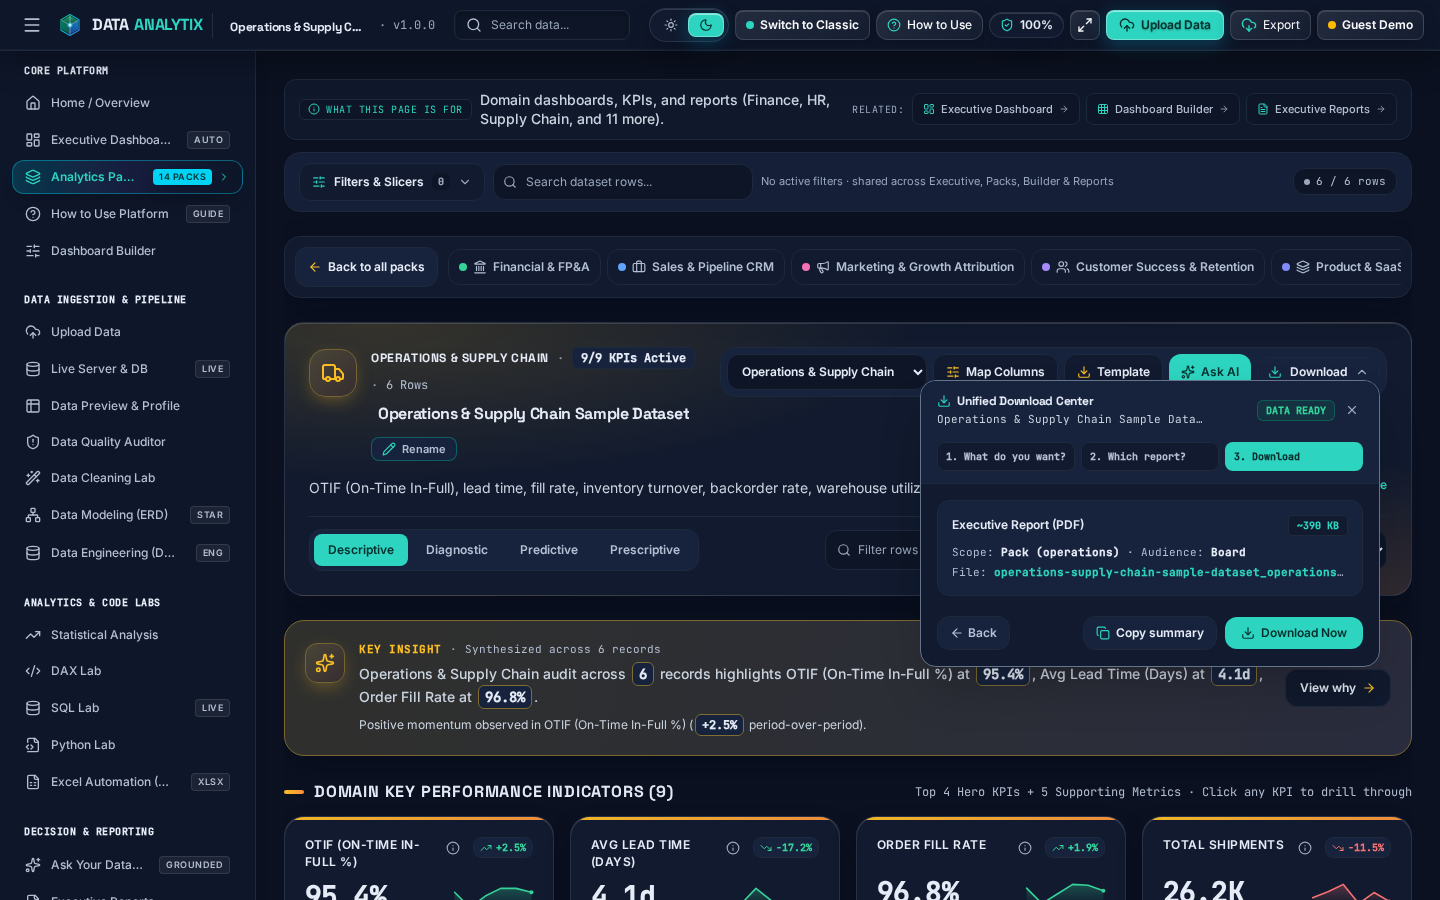 DATA ANALYTIX
Operations & Supply C...
· v1.0.0
Search data...
Switch to Classic
How to Use
100%
Upload Data
Export
Guest Demo
CORE PLATFORM
Home / Overview
Executive Dashboa... AUTO
Analytics Pa... 14 PACKS
How to Use Platform GUIDE
Dashboard Builder
DATA INGESTION & PIPELINE
Upload Data
Live Server & DB LIVE
Data Preview & Profile
Data Quality Auditor
Data Cleaning Lab
Data Modeling (ERD) STAR
Data Engineering (D... ENG
ANALYTICS & CODE LABS
Statistical Analysis
DAX Lab
SQL Lab LIVE
Python Lab
Excel Automation (... XLSX
DECISION & REPORTING
Ask Your Data... GROUNDED
Executive Reports
WHAT THIS PAGE IS FOR
Domain dashboards, KPIs, and reports (Finance, HR,
Supply Chain, and 11 more).
RELATED:
Executive Dashboard →
Dashboard Builder →
Executive Reports →
Filters & Slicers 0
Search dataset rows...
No active filters · shared across Executive, Packs, Builder & Reports
6 / 6 rows
← Back to all packs
Financial & FP&A
Sales & Pipeline CRM
Marketing & Growth Attribution
Customer Success & Retention
Product & SaaS
OPERATIONS & SUPPLY CHAIN · 9/9 KPIs Active
· 6 Rows
Operations & Supply Chain Sample Dataset
Rename
Operations & Supply Chain
Map Columns
Template
Ask AI
Download
OTIF (On-Time In-Full), lead time, fill rate, inventory turnover, backorder rate, warehouse utiliz
e
Descriptive
Diagnostic
Predictive
Prescriptive
Filter rows
Unified Download Center
Operations & Supply Chain Sample Data…
DATA READY
1. What do you want?
2. Which report?
3. Download
Executive Report (PDF)
~390 KB
Scope: Pack (operations) · Audience: Board
File: operations-supply-chain-sample-dataset_operations…
← Back
Copy summary
Download Now
KEY INSIGHT · Synthesized across 6 records
Operations & Supply Chain audit across 6 records highlights OTIF (On-Time In-Full %) at 95.4% , Avg Lead Time (Days) at 4.1d ,
Order Fill Rate at 96.8% .
Positive momentum observed in OTIF (On-Time In-Full %) ( +2.5% period-over-period).
View why →
DOMAIN KEY PERFORMANCE INDICATORS (9)
Top 4 Hero KPIs + 5 Supporting Metrics · Click any KPI to drill through
OTIF (ON-TIME IN-
FULL %)
+2.5%
95.4%
AVG LEAD TIME
(DAYS)
-17.2%
4.1d
ORDER FILL RATE
+1.9%
96.8%
TOTAL SHIPMENTS
-11.5%
26.2K